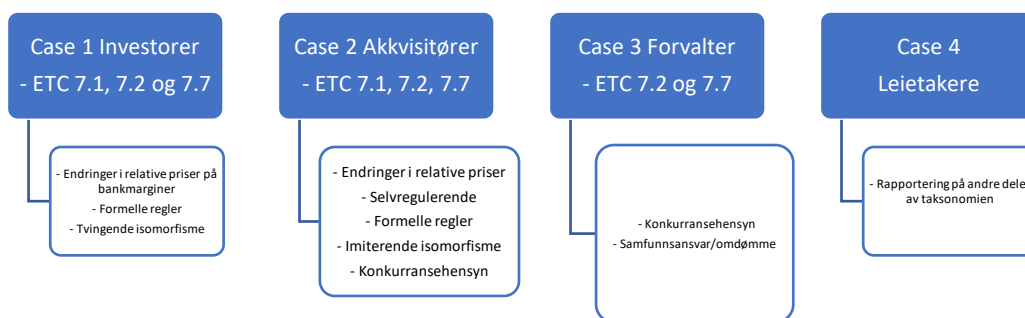 Case 1 Investorer
- ETC 7.1, 7.2 og 7.7
- Endringer i relative priser på
bankmarginer
- Formelle regler
- Tvingende isomorfisme
Case 2 Akkvisitører
- ETC 7.1, 7.2, 7.7
- Endringer i relative priser
- Selvregulerende
- Formelle regler
- Imiterende isomorfisme
- Konkurransehensyn
Case 3 Forvalter
- ETC 7.2 og 7.7
- Konkurransehensyn
- Samfunnsansvar/omdømme
Case 4
Leietakere
- Rapportering på andre dele
av taksonomien